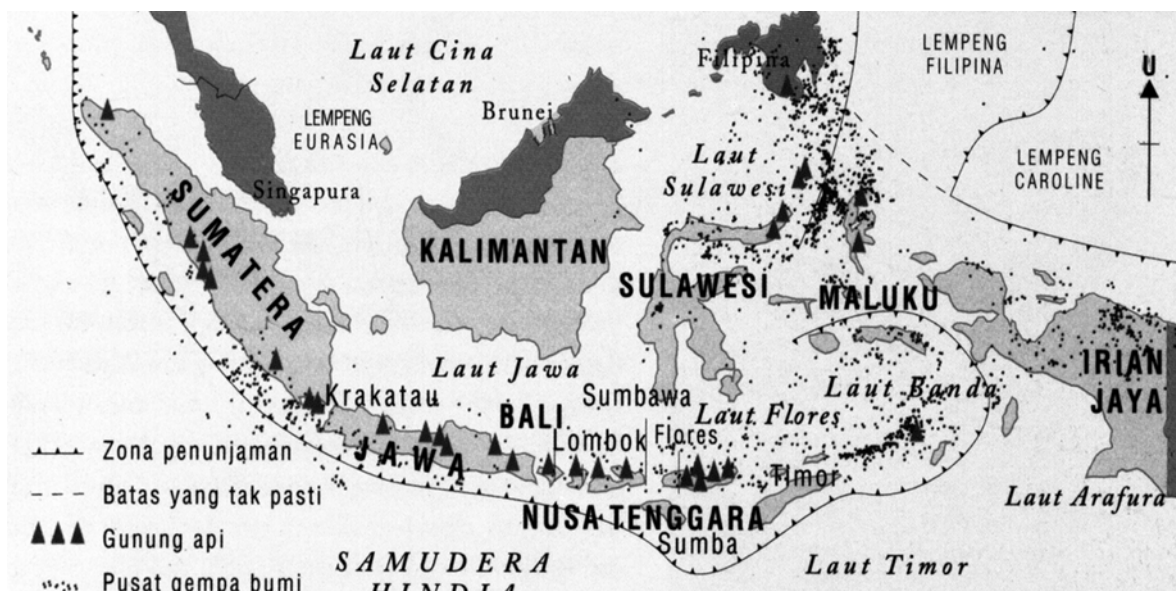 Laut Cina
Selatan
Filipina
LEMPENG
FILIPINA
U
Brunei
LEMPENG
EURASIA
Laut
Sulawesi
LEMPENG
CAROLINE
Singapura
SUMATERA
KALIMANTAN
SULAWESI
MALUKU
IRIAN
JAYA
Laut Jawa
Krakatau
Sumbawa
Laut Banda
Laut Flores
BALI
Lombok
Flores
JAWA
Timor
NUSA TENGGARA
Sumba
Laut Arafura
Laut Timor
Zona penunjaman
Batas yang tak pasti
Gunung api
Pusat gempa bumi
SAMUDERA
HINDIA